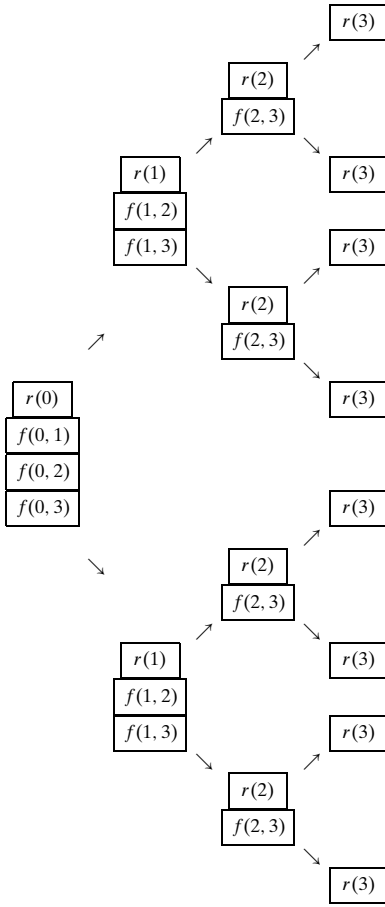 r(3)
r(2)
f(2, 3)
r(1)
r(3)
f(1, 2)
f(1, 3)
r(3)
r(2)
f(2, 3)
r(0)
r(3)
f(0, 1)
f(0, 2)
f(0, 3)
r(3)
r(2)
f(2, 3)
r(1)
r(3)
f(1, 2)
f(1, 3)
r(3)
r(2)
f(2, 3)
r(3)